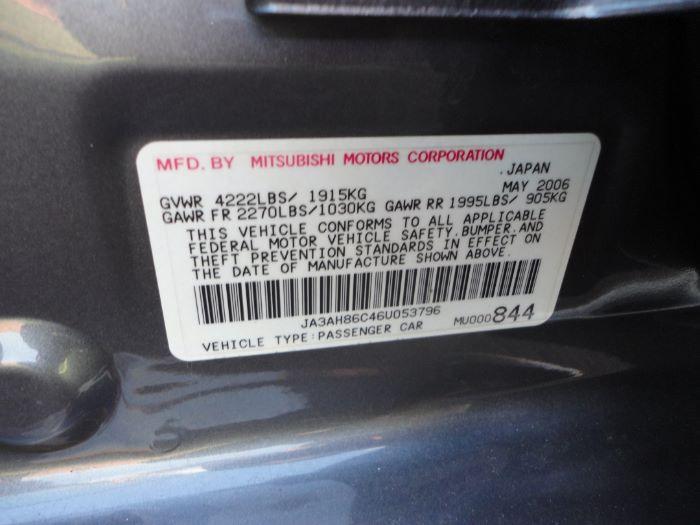 MFD. BY MITSUBISHI MOTORS CORPORATION
JAPAN
GVWR 4222LBS/ 1915KG MAY 2006
GAWR FR 2270LBS/1030KG GAWR RR 1995LBS/ 905KG
THIS VEHICLE CONFORMS TO ALL APPLICABLE
FEDERAL MOTOR VEHICLE SAFETY.BUMPER.AND
THEFT PREVENTION STANDARDS IN EFFECT ON
THE DATE OF MANUFACTURE SHOWN ABOVE.
JA3AH86C46U053796
VEHICLE TYPE:PASSENGER CAR MU000844